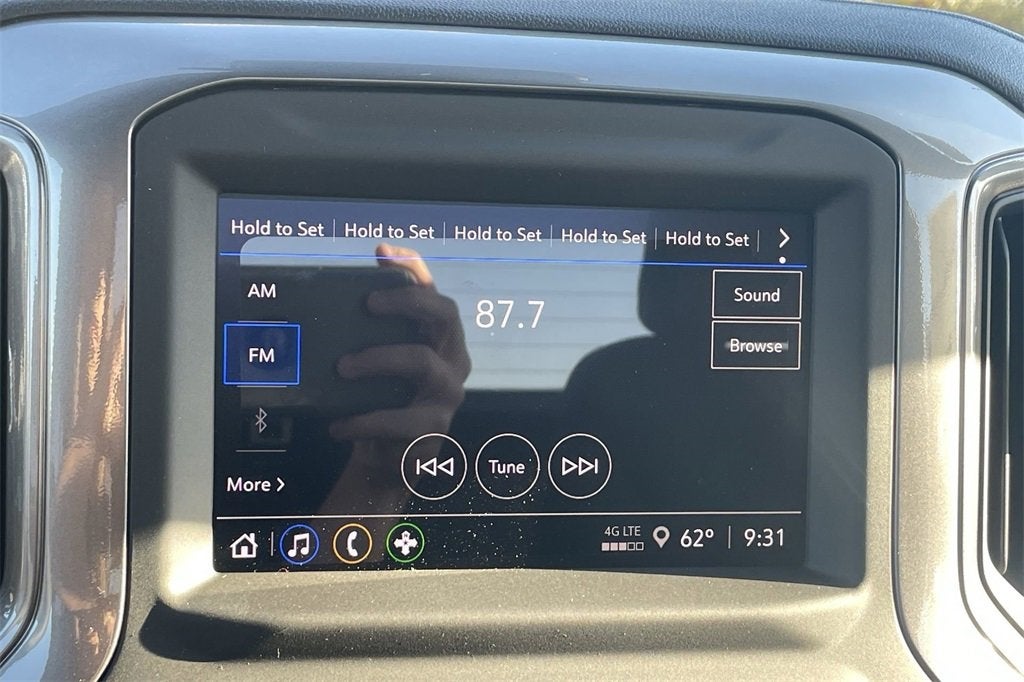 Hold to Set Hold to Set Hold to Set Hold to Set Hold to Set
AM
87.7
Sound
Browse
FM
Tune
More
4G LTE
62° 9:31